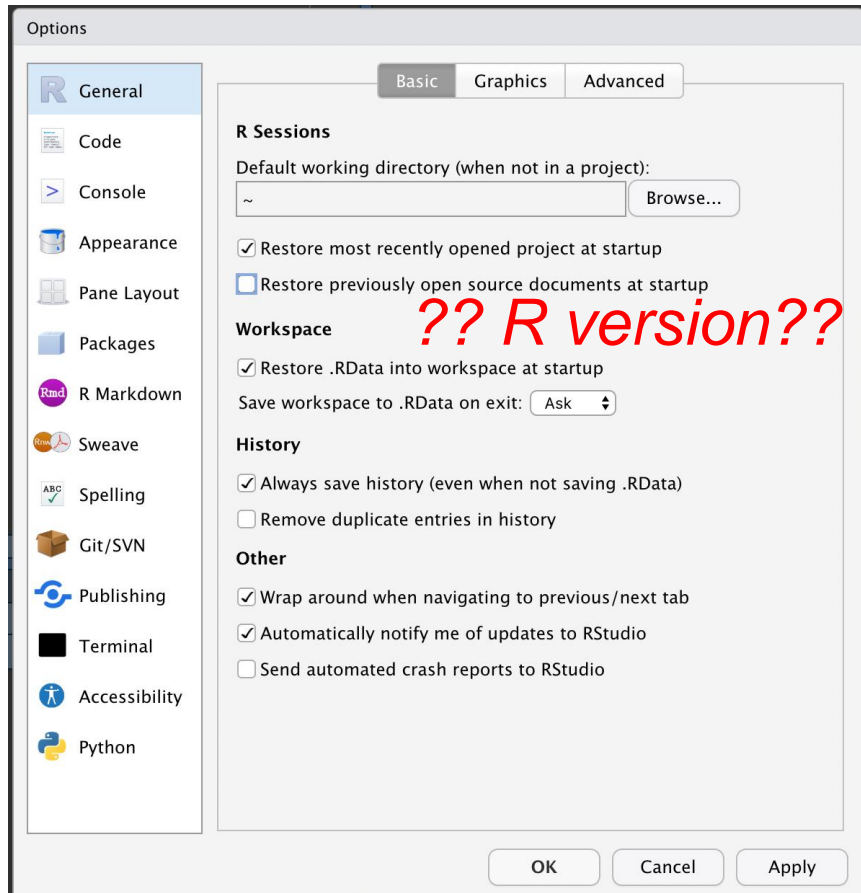 Options
General
Code
Console
Appearance
Pane Layout
Packages
Rmd R Markdown
Sweave
ABC Spelling
Git/SVN
Publishing
Terminal
Accessibility
Python
Basic Graphics Advanced
R Sessions
Default working directory (when not in a project):
~ Browse...
Restore most recently opened project at startup
Restore previously open source documents at startup
?? R version??
Workspace
Restore .RData into workspace at startup
Save workspace to .RData on exit: Ask
History
Always save history (even when not saving .RData)
Remove duplicate entries in history
Other
Wrap around when navigating to previous/next tab
Automatically notify me of updates to RStudio
Send automated crash reports to RStudio
OK Cancel Apply